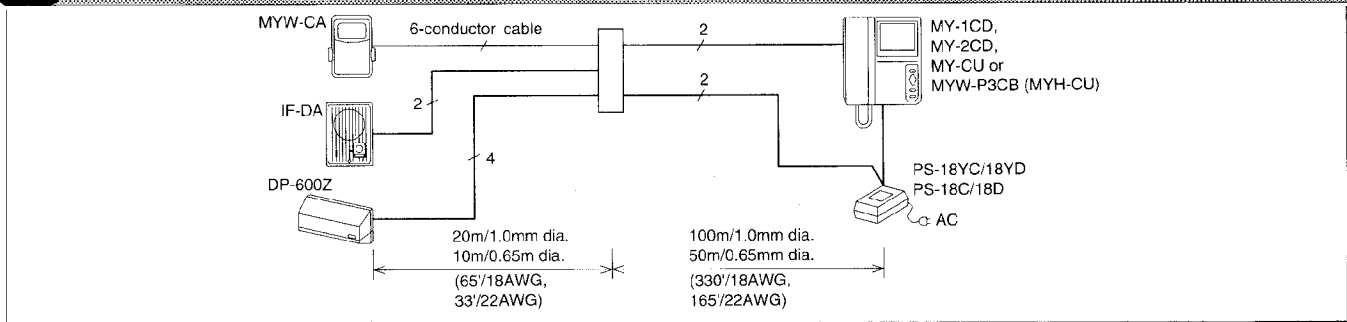 MYW-CA
6-conductor cable
2
MY-1CD,
MY-2CD,
MY-CU or
MYW-P3CB (MYH-CU)
IF-DA
2
2
4
DP-600Z
PS-18YC/18YD
PS-18C/18D
AC
20m/1.0mm dia.
10m/0.65m dia.
(65'/18AWG,
33'/22AWG)
100m/1.0mm dia.
50m/0.65mm dia.
(330'/18AWG,
165'/22AWG)